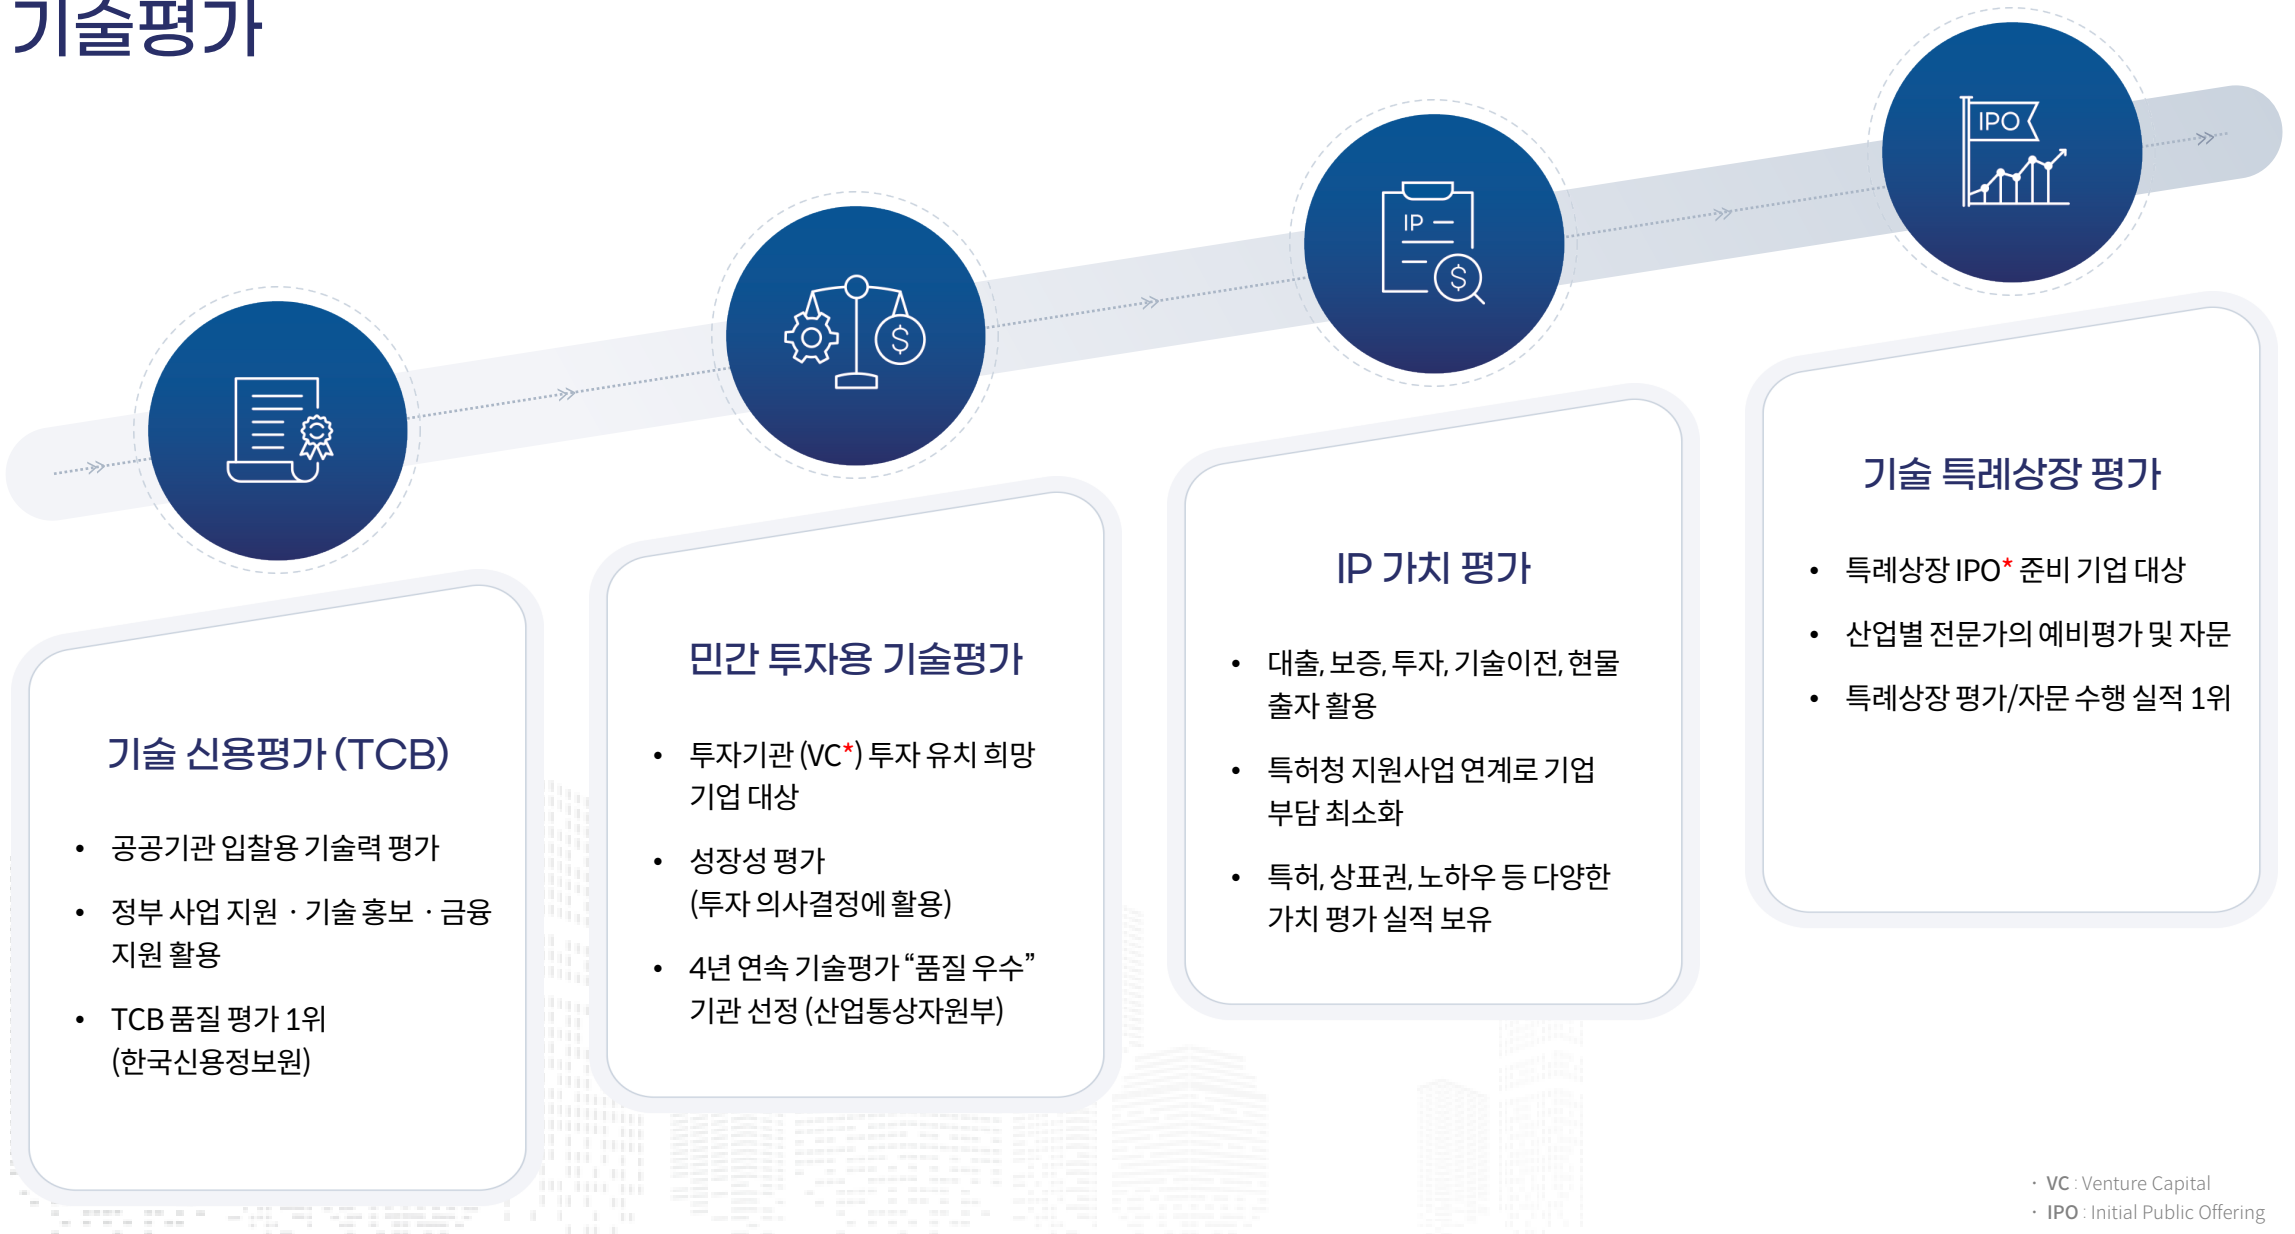 기술평가
IPO
IP
$
$
기술 신용평가 (TCB)
• 공공기관 입찰용 기술력 평가
• 정부 사업 지원 · 기술 홍보 · 금융
지원 활용
• TCB 품질 평가 1위
(한국신용정보원)
민간 투자용 기술평가
• 투자기관 (VC*) 투자 유치 희망
기업 대상
• 성장성 평가
(투자 의사결정에 활용)
• 4년 연속 기술평가 “품질 우수”
기관 선정 (산업통상자원부)
IP 가치 평가
• 대출, 보증, 투자, 기술이전, 현물
출자 활용
• 특허청 지원사업 연계로 기업
부담 최소화
• 특허, 상표권, 노하우 등 다양한
가치 평가 실적 보유
기술 특례상장 평가
• 특례상장 IPO* 준비 기업 대상
• 산업별 전문가의 예비평가 및 자문
• 특례상장 평가/자문 수행 실적 1위
· VC : Venture Capital
· IPO : Initial Public Offering